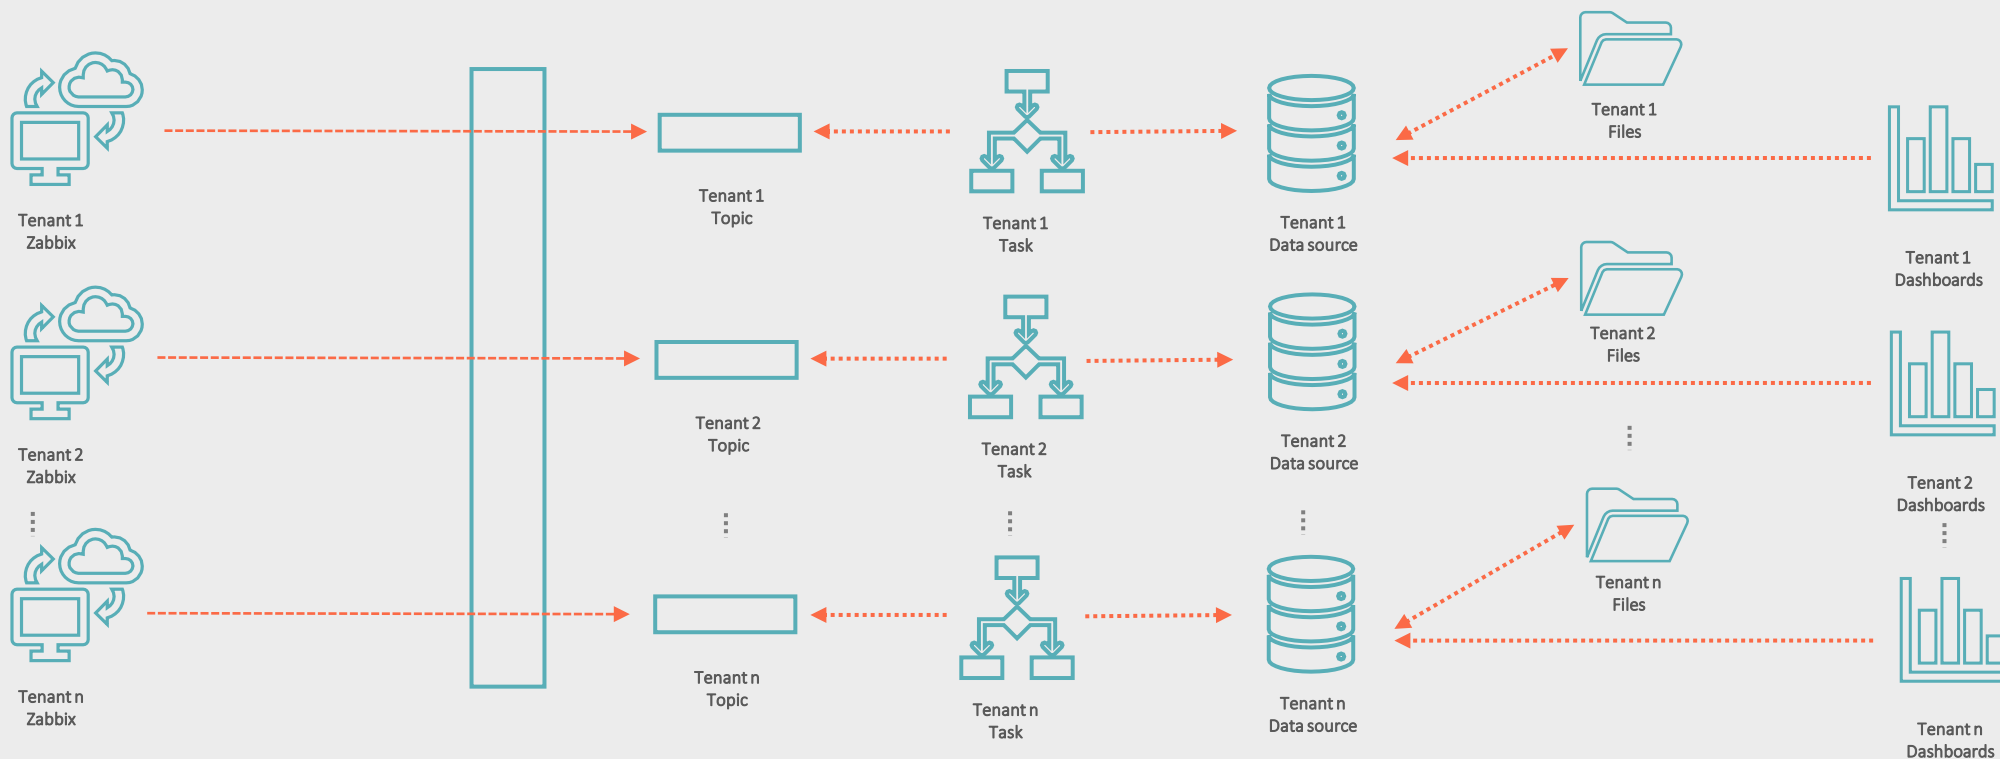 Tenant 1
Zabbix
Tenant 1
Topic
Tenant 1
Task
Tenant 1
Data source
Tenant 1
Files
Tenant 1
Dashboards
Tenant 2
Zabbix
Tenant 2
Topic
Tenant 2
Task
Tenant 2
Data source
Tenant 2
Files
Tenant 2
Dashboards
Tenant n
Zabbix
Tenant n
Topic
Tenant n
Task
Tenant n
Data source
Tenant n
Files
Tenant n
Dashboards